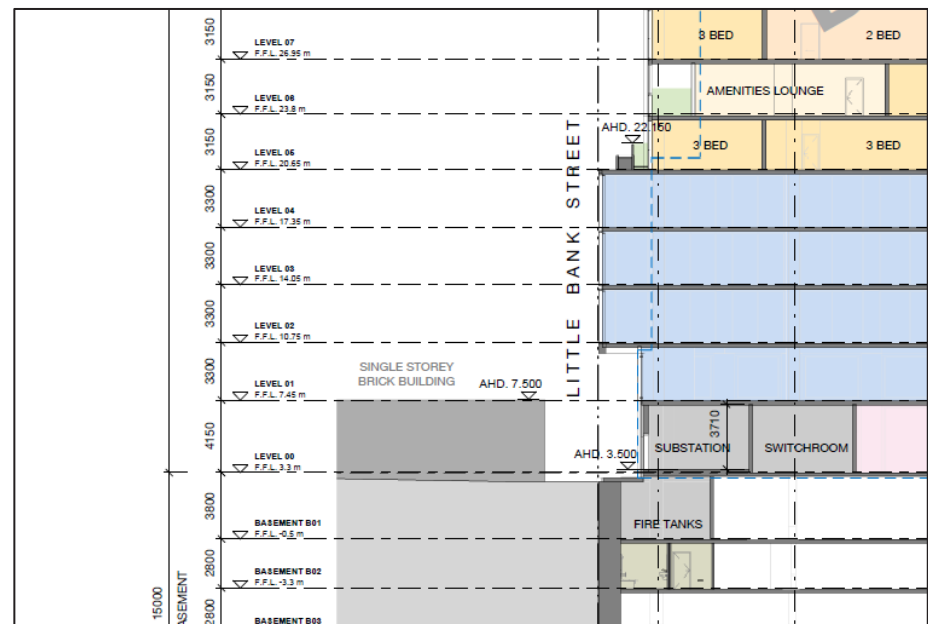 3150
LEVEL 07
F.F.L. 26.95 m
3 BED
2 BED
3150
AMENITIES LOUNGE
LEVEL 06
F.F.L. 23.8 m
3150
AHD. 22.150
3 BED
3 BED
LEVEL 05
F.F.L. 20.65 m
3300
LEVEL 04
F.F.L. 17.35 m
3300
LEVEL 03
F.F.L. 14.05 m
3300
LEVEL 02
F.F.L. 10.75 m
LITTLE BANK STREET
3300
SINGLE STOREY
BRICK BUILDING
AHD. 7.500
LEVEL 01
F.F.L. 7.45 m
4150
3710
SUBSTATION
SWITCHROOM
AHD. 3.500
LEVEL 00
F.F.L. 3.3 m
3800
FIRE TANKS
BASEMENT B01
F.F.L. -0.5 m
2800
BASEMENT B02
F.F.L. -3.3 m
15000
ASEMENT
2800
BASEMENT B03